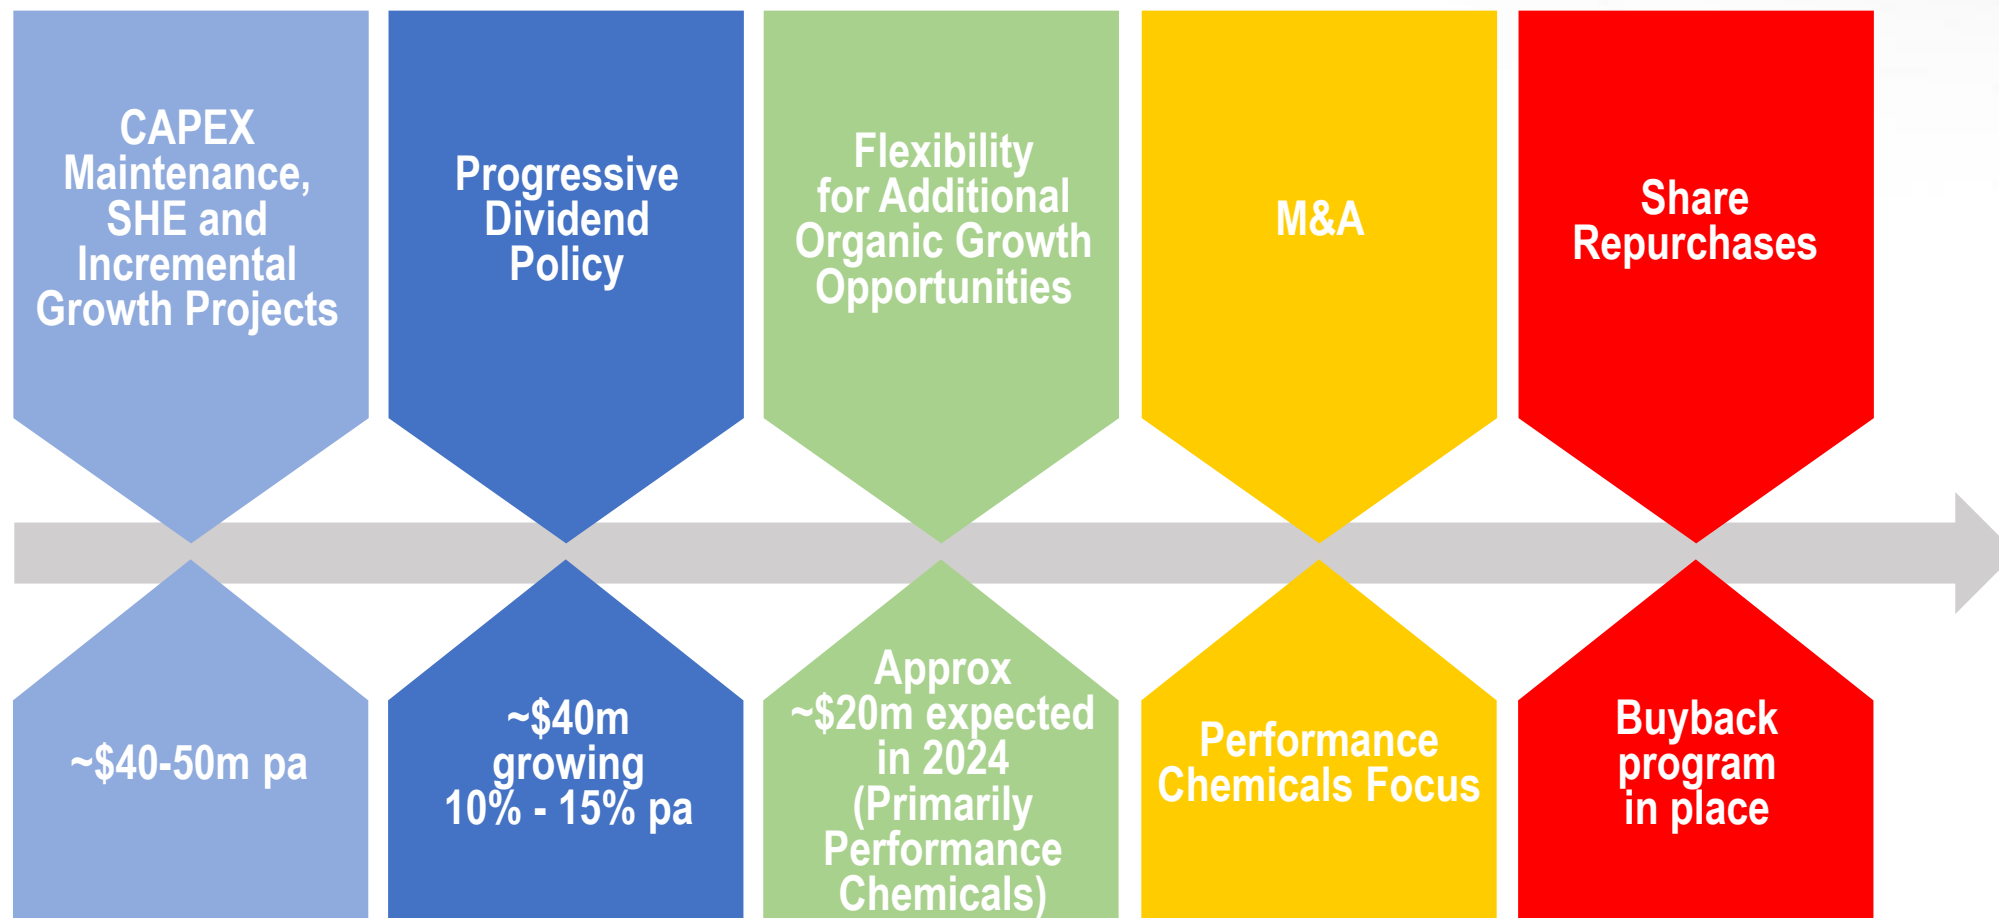 CAPEX
Maintenance,
SHE and
Incremental
Growth Projects
Progressive
Dividend
Policy
Flexibility
for Additional
Organic Growth
Opportunities
M&A
Share
Repurchases
~$40-50m pa
~$40m
growing
10% - 15% pa
Approx
~$20m expected
in 2024
(Primarily
Performance
Chemicals)
Performance
Chemicals Focus
Buyback
program
in place